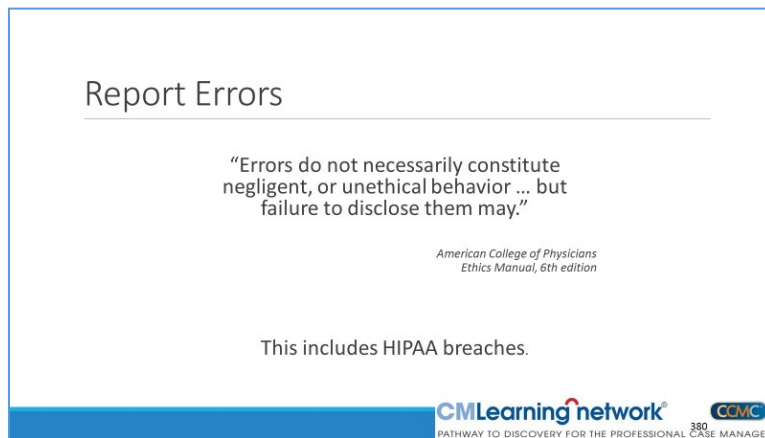 Report Errors
“Errors do not necessarily constitute
negligent, or unethical behavior ... but
failure to disclose them may.”
American College of Physicians
Ethics Manual, 6th edition
This includes HIPAA breaches.
CMLearning network®
CCMC
380
PATHWAY TO DISCOVERY FOR THE PROFESSIONAL CASE MANAGE